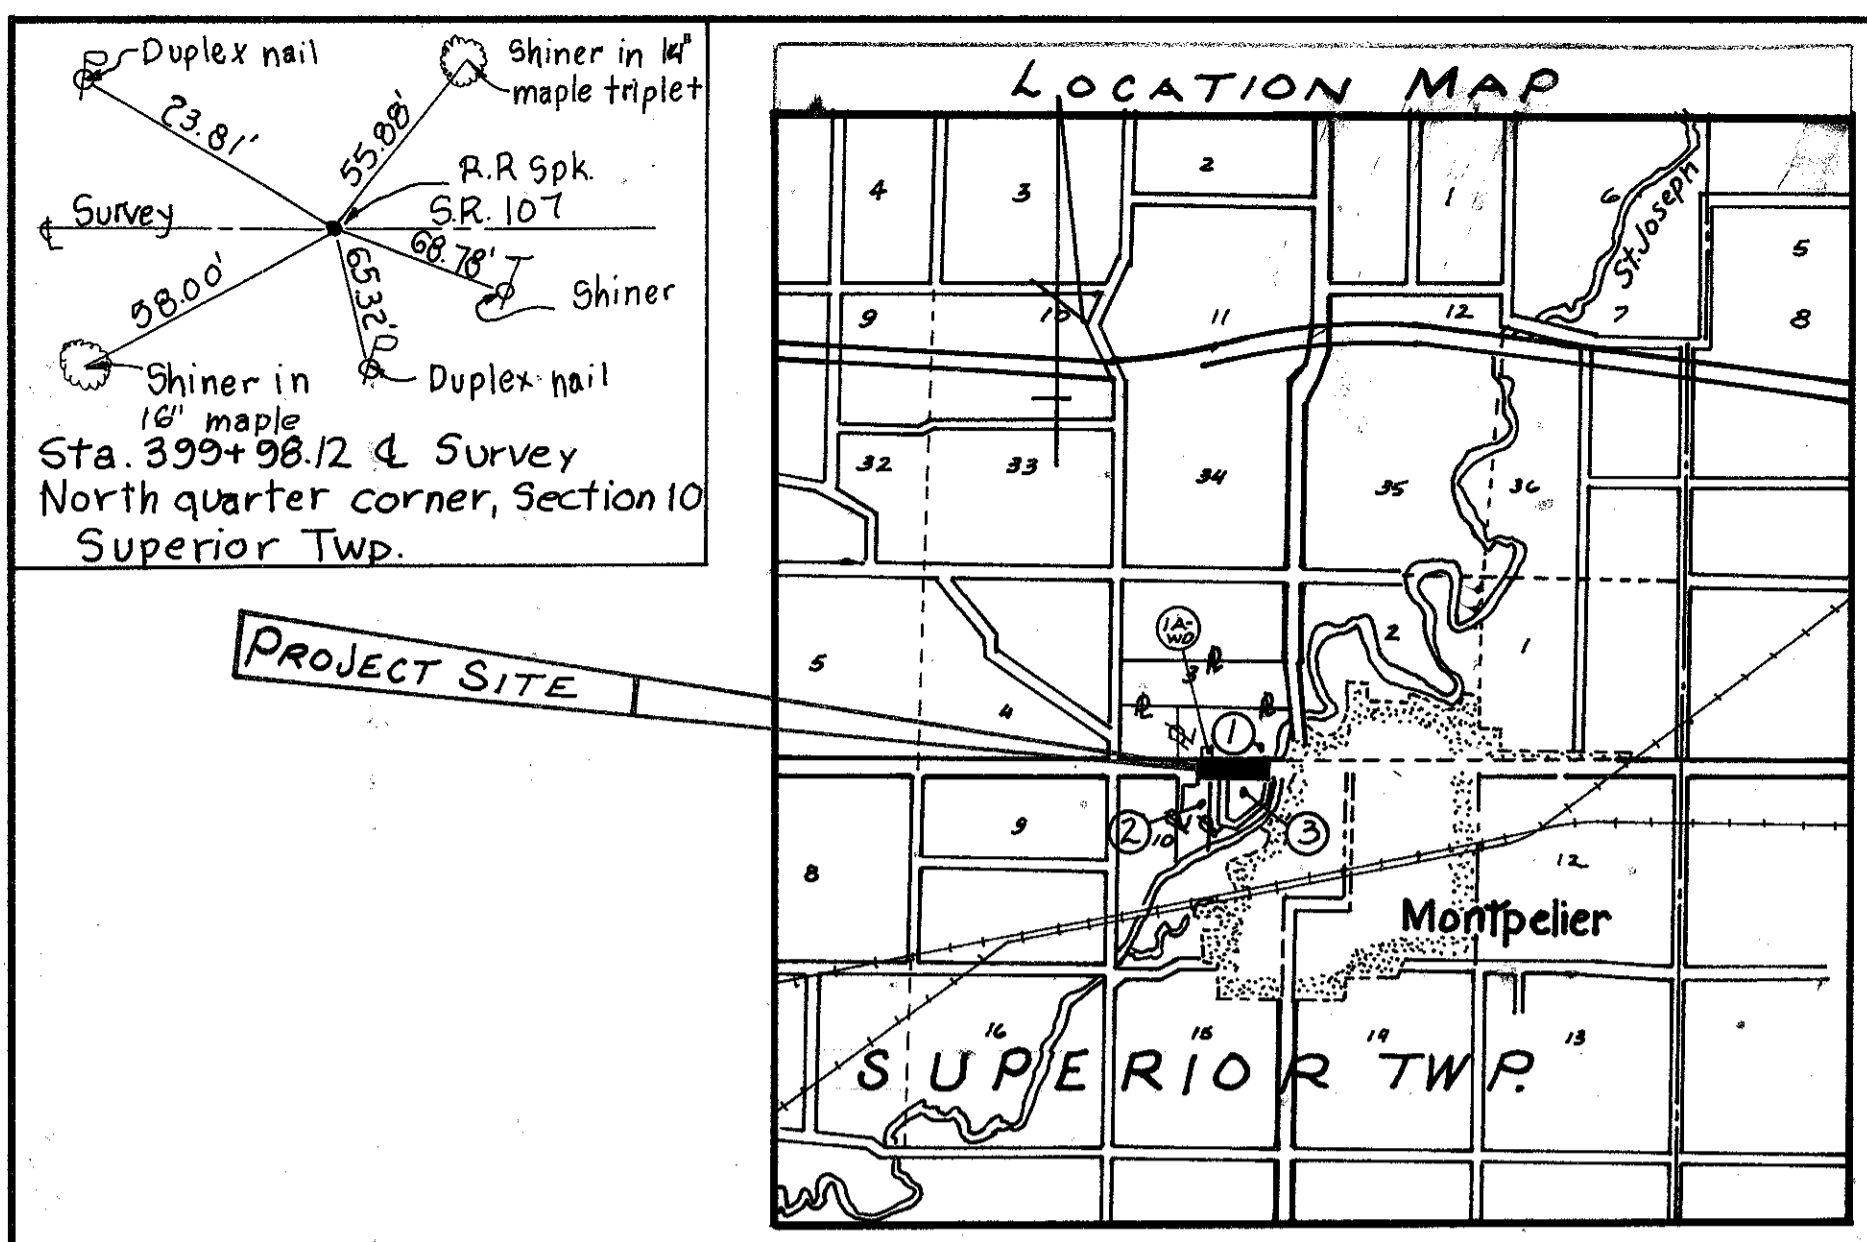 Duplex nail
Shiner in 14"
maple triplet
23.81'
55.88'
R.R Spk.
℄ Survey
S.R. 107
68.78'
58.00'
65.32'
Shiner
Shiner in
16" maple
Duplex nail
Sta. 399+98.12 ℄ Survey
North quarter corner, Section 10
Superior Twp.
PROJECT SITE
LOCATION MAP
4
3
2
1
6
St. Joseph
5
9
10
11
12
7
8
32
33
34
35
36
5
4
1A-
WD
3
2
1
1
2
3
8
9
10
12
Montpelier
16
15
14
13
SUPERIOR TWP.